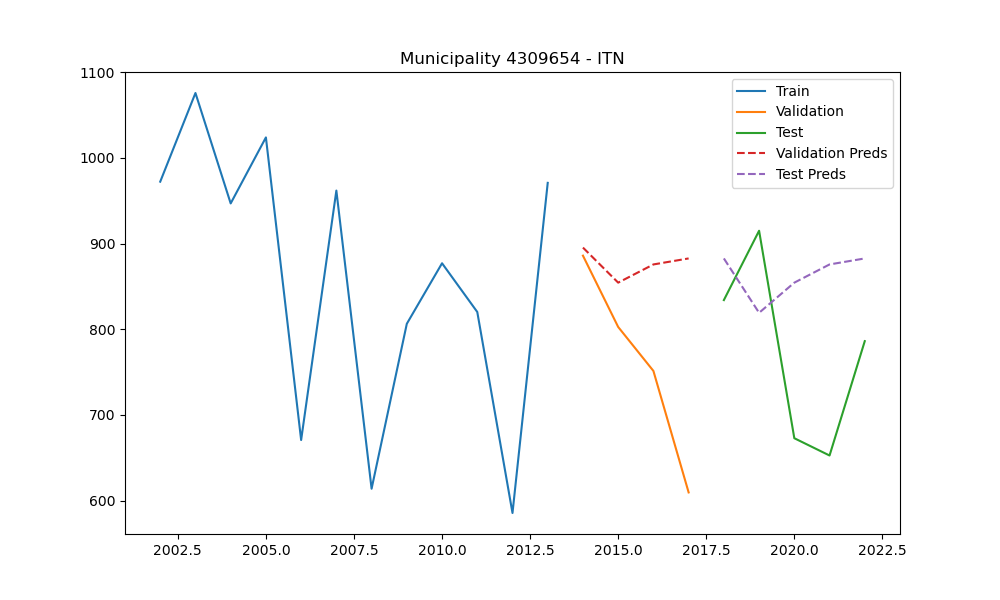 Municipality 4309654 - ITN
1100
1000
900
800
700
600
2002.5 2005.0 2007.5 2010.0 2012.5 2015.0 2017.5 2020.0 2022.5
Train
Validation
Test
Validation Preds
Test Preds